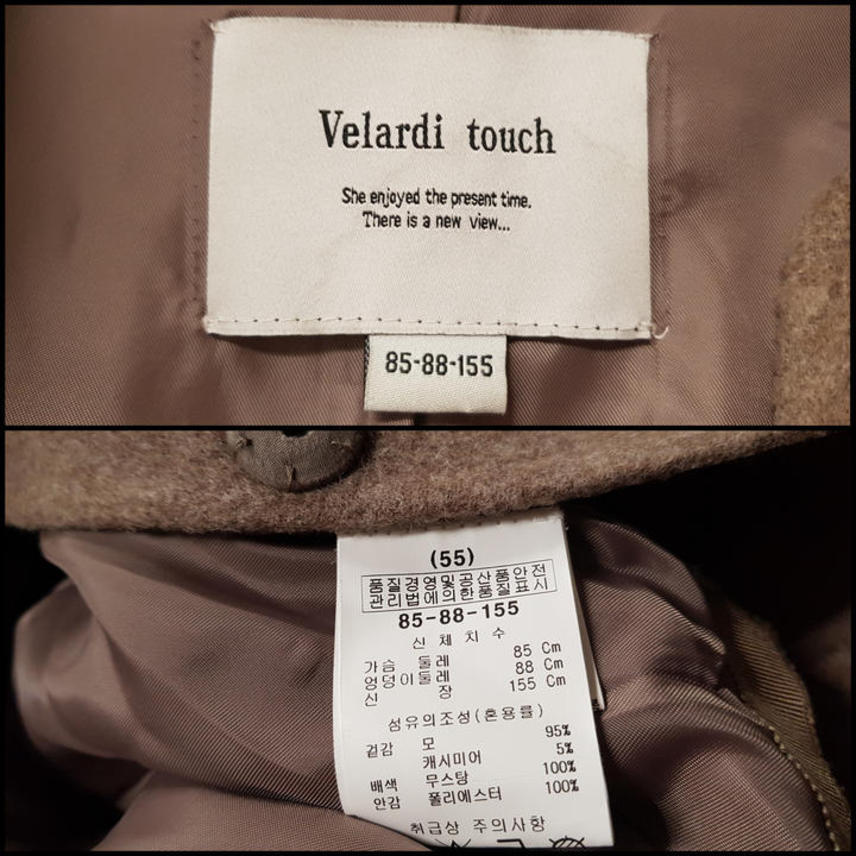 Velardi touch
She enjoyed the present time.
There is a new view...
85-88-155
(55)
품질경영및공산품안전
관리법에의한품질표시
85-88-155
신체치수
가슴 둘레 85 Cm
엉덩이둘레 88 Cm
신 장 155 Cm
섬유의조성(혼용률)
겉감 모 95%
캐시미어 5%
배색 무스탕 100%
안감 폴리에스터 100%
취급상 주의사항